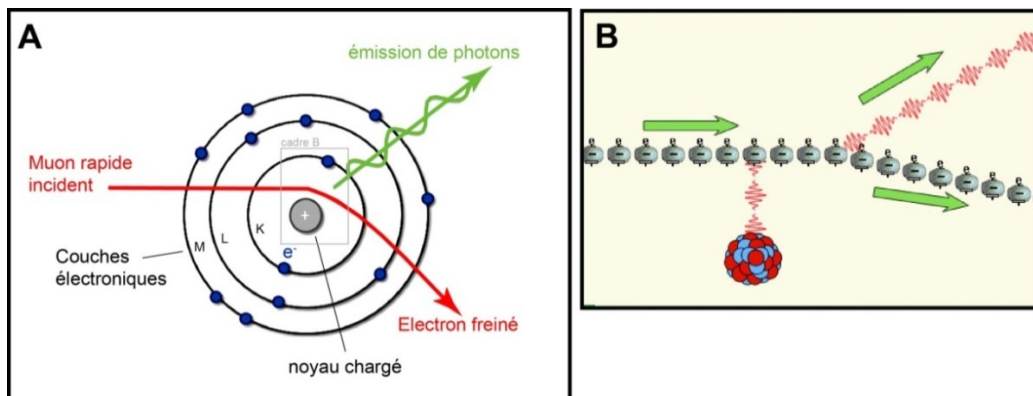 A
émission de photons
cadre B
Muon rapide
incident
M
L
K
+
e-
Couches
électroniques
Electron freiné
noyau chargé
B
e e e e e e e e e e e e e e e e